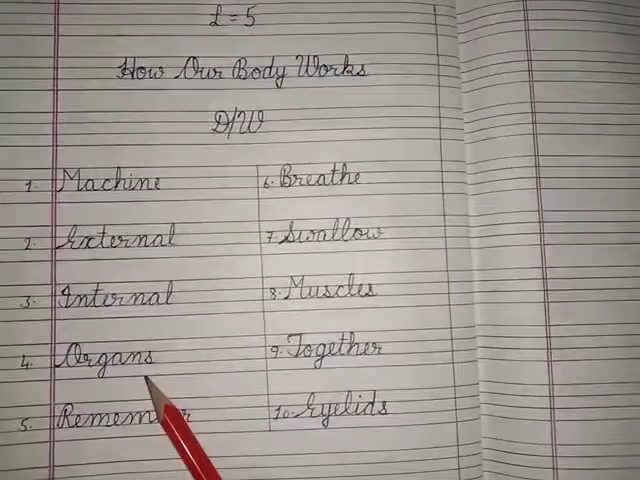 L = 5
How Our Body Works
D/W
1. Machine
2. External
3. Internal
4. Organs
5. Remember
6. Breathe
7. Swallow
8. Muscles
9. Together
10. Eyelids